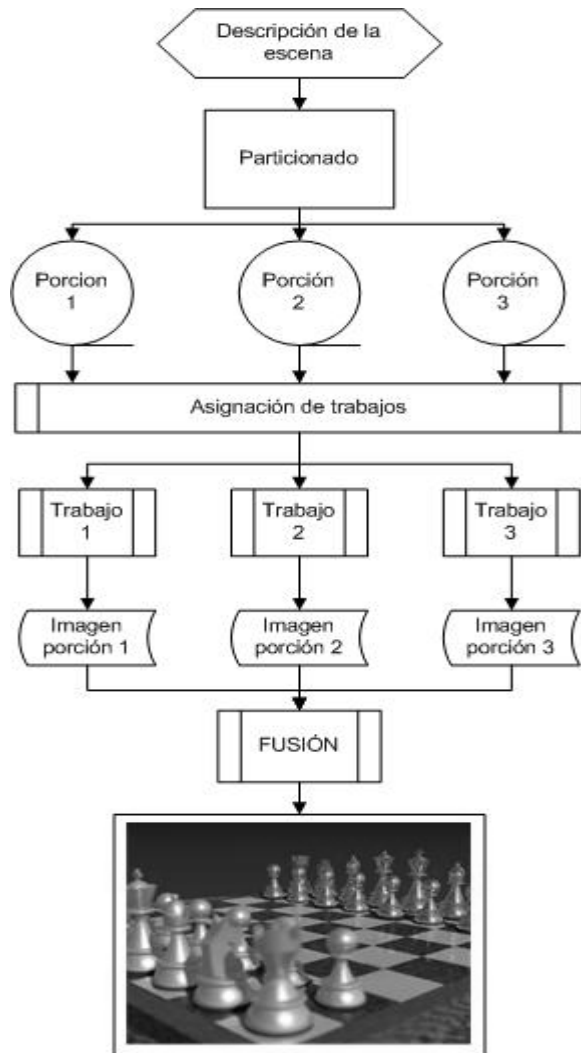 Descripción de la
escena
Particionado
Porcion
1
Porción
2
Porción
3
Asignación de trabajos
Trabajo
1
Trabajo
2
Trabajo
3
Imagen
porción 1
Imagen
porción 2
Imagen
porción 3
FUSIÓN